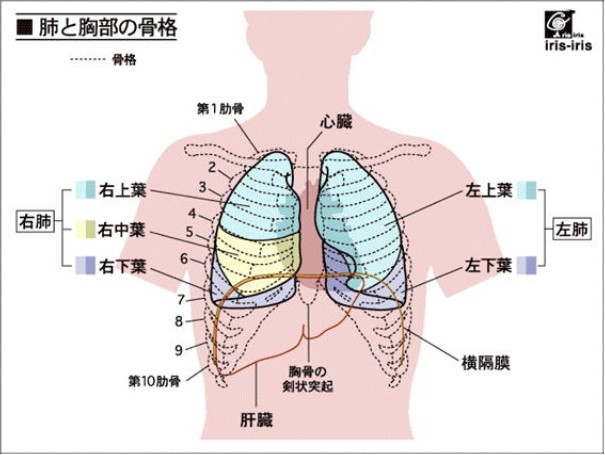 ■ 肺と胸部の骨格
骨格
iris-iris
iris-iris
第1肋骨
心臓
2
3
4
5
6
7
8
9
第10肋骨
右肺
右上葉
右中葉
右下葉
左上葉
左下葉
左肺
胸骨の
剣状突起
横隔膜
肝臓